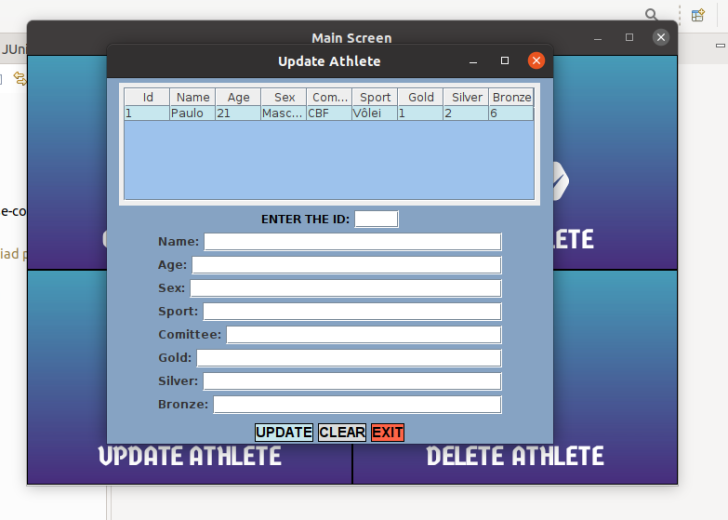 JUni
Main Screen
Update Athlete
Id Name Age Sex Com... Sport Gold Silver Bronze
1 Paulo 21 Masc... CBF Vôlei 1 2 6
e-co
ENTER THE ID:
LETE
Name:
iad p
Age:
Sex:
Sport:
Comittee:
Gold:
Silver:
Bronze:
UPDATE CLEAR EXIT
UPDATE ATHLETE
DELETE ATHLETE